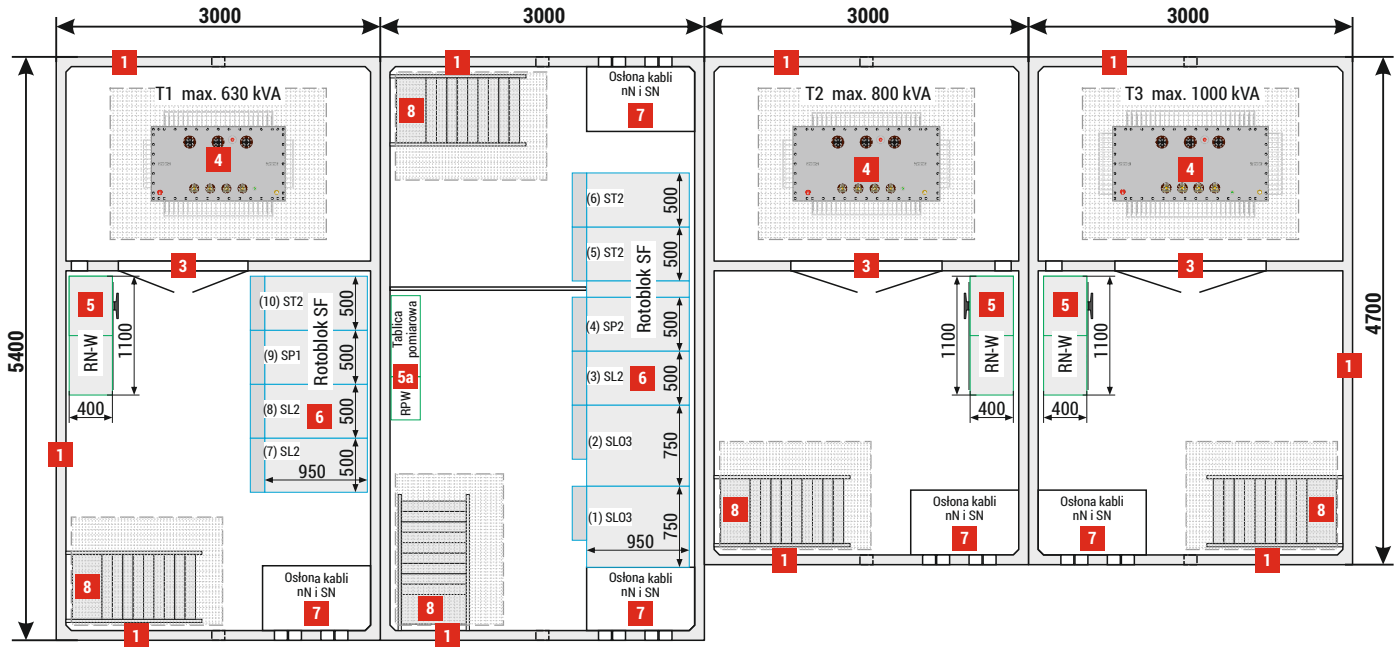 3000
3000
3000
3000
1
1
1
1
T1 max. 630 kVA
4
8
Osłona kabli
nN i SN
7
T2 max. 800 kVA
4
T3 max. 1000 kVA
4
5400
4700
(6) ST2
500
(5) ST2
500
Rotoblok SF
(4) SP2
500
(3) SL2
6
500
(2) SLO3
750
(1) SLO3
950
750
3
3
3
5
RN-W
1100
400
(10) ST2
500
(9) SP1
500
(8) SL2
6
500
(7) SL2
950
500
Rotoblok SF
Tablica
pomiarowa
5a
RPW
5
RN-W
1100
400
5
RN-W
1100
400
1
1
8
Osłona kabli
nN i SN
7
1
8
Osłona kabli
nN i SN
7
1
8
Osłona kabli
nN i SN
7
1
Osłona kabli
nN i SN
7
8
1